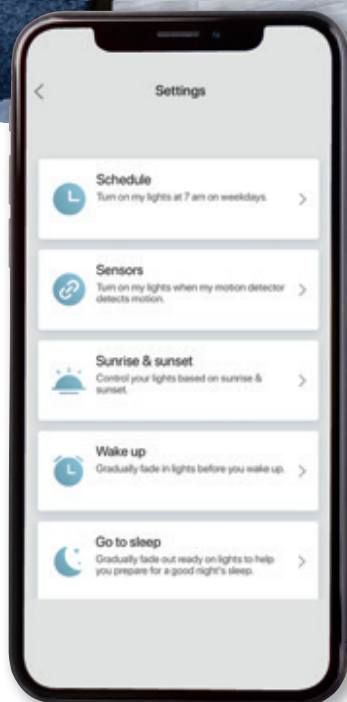 Settings
Schedule
Turn on my lights at 7 am on weekdays.
Sensors
Turn on my lights when my motion detector
detects motion.
Sunrise & sunset
Control your lights based on sunrise &
sunset.
Wake up
Gradually fade in lights before you wake up.
Go to sleep
Gradually fade out ready on lights to help
you prepare for a good night's sleep.